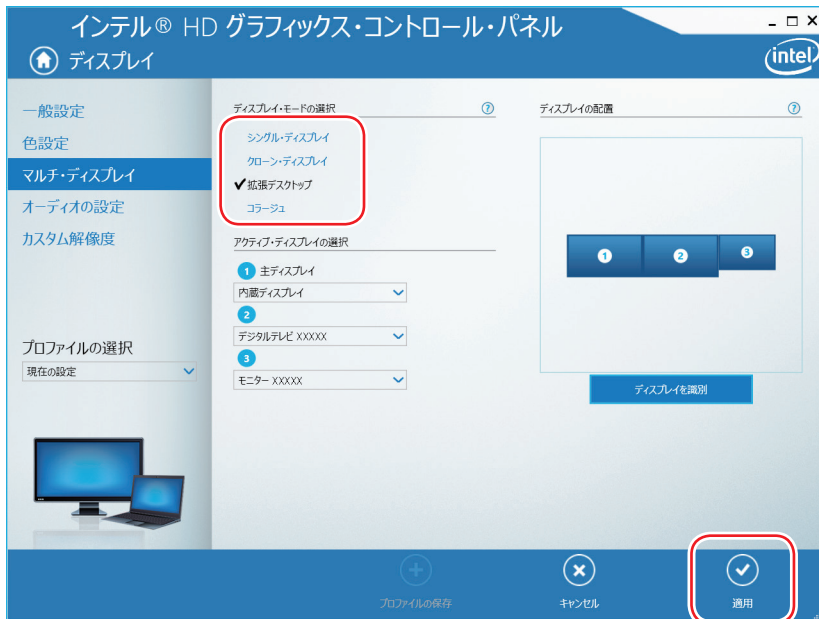 インテル® HD グラフィックス・コントロール・パネル
ディスプレイ
intel
一般設定
色設定
マルチ・ディスプレイ
オーディオの設定
カスタム解像度
プロファイルの選択
現在の設定
ディスプレイ・モードの選択
シングル・ディスプレイ
クローン・ディスプレイ
✔拡張デスクトップ
コラージュ
アクティブ・ディスプレイの選択
1 主ディスプレイ
内蔵ディスプレイ
2
デジタルテレビ XXXXX
3
モニター XXXXX
ディスプレイの配置
1 2 3
ディスプレイを識別
プロファイルの保存
キャンセル
適用